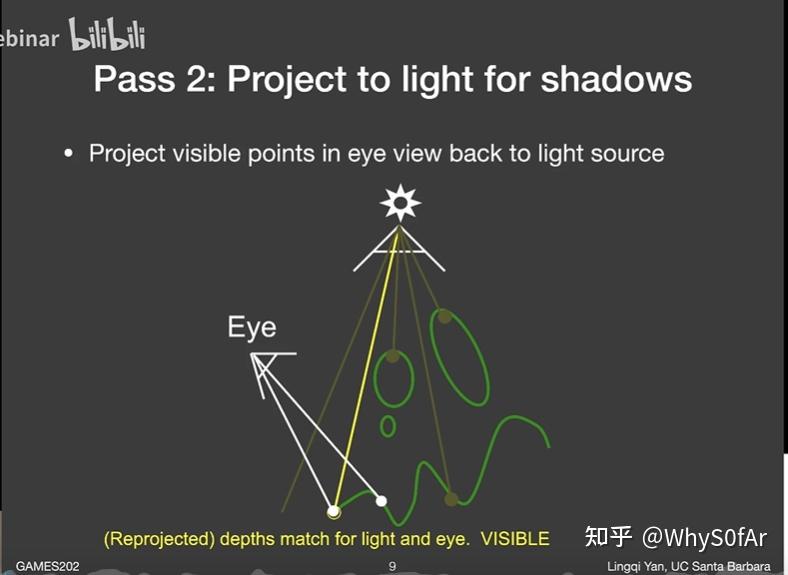 ebinar bilibili
Pass 2: Project to light for shadows
• Project visible points in eye view back to light source
Eye
(Reprojected) depths match for light and eye. VISIBLE
知乎 @WhyS0fAr
GAMES202
9
Lingqi Yan, UC Santa Barbara